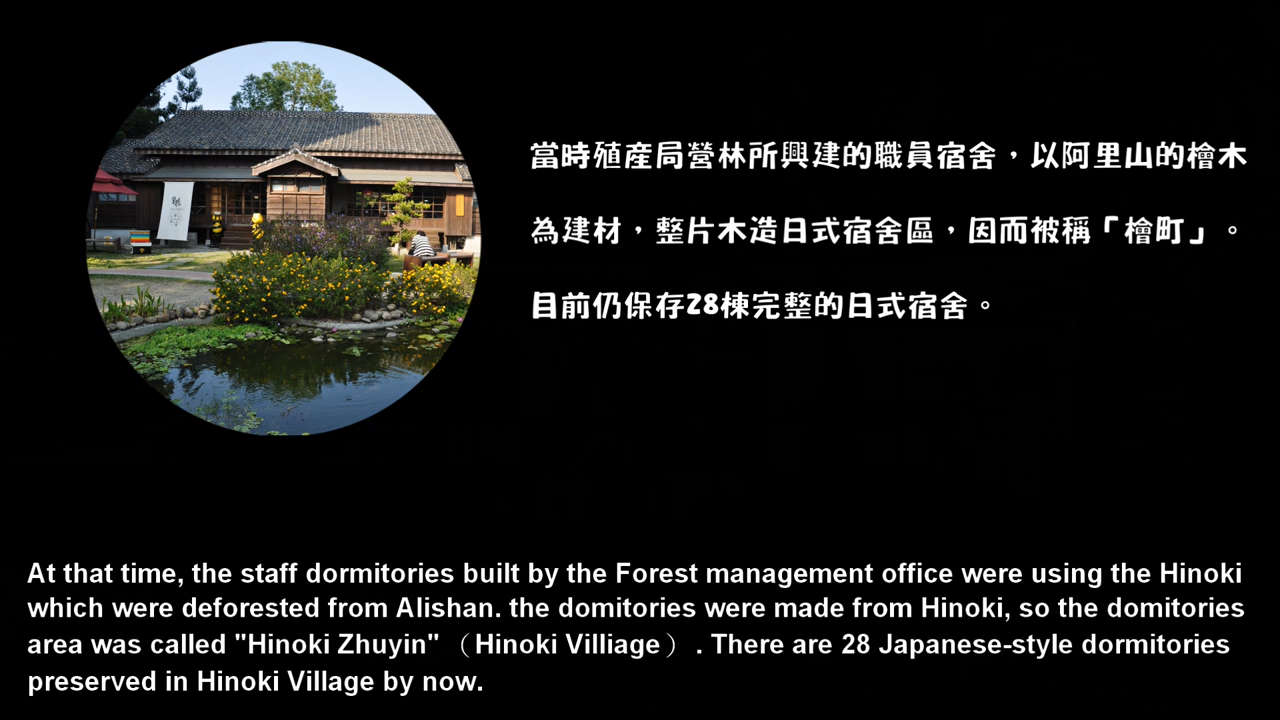 當時殖產局營林所興建的職員宿舍，以阿里山的檜木
為建材，整片木造日式宿舍區，因而被稱「檜町」。
目前仍保存28棟完整的日式宿舍。
At that time, the staff dormitories built by the Forest management office were using the Hinoki
which were deforested from Alishan. the domitories were made from Hinoki, so the domitories
area was called "Hinoki Zhuyin" （Hinoki Villiage）. There are 28 Japanese-style dormitories
preserved in Hinoki Village by now.